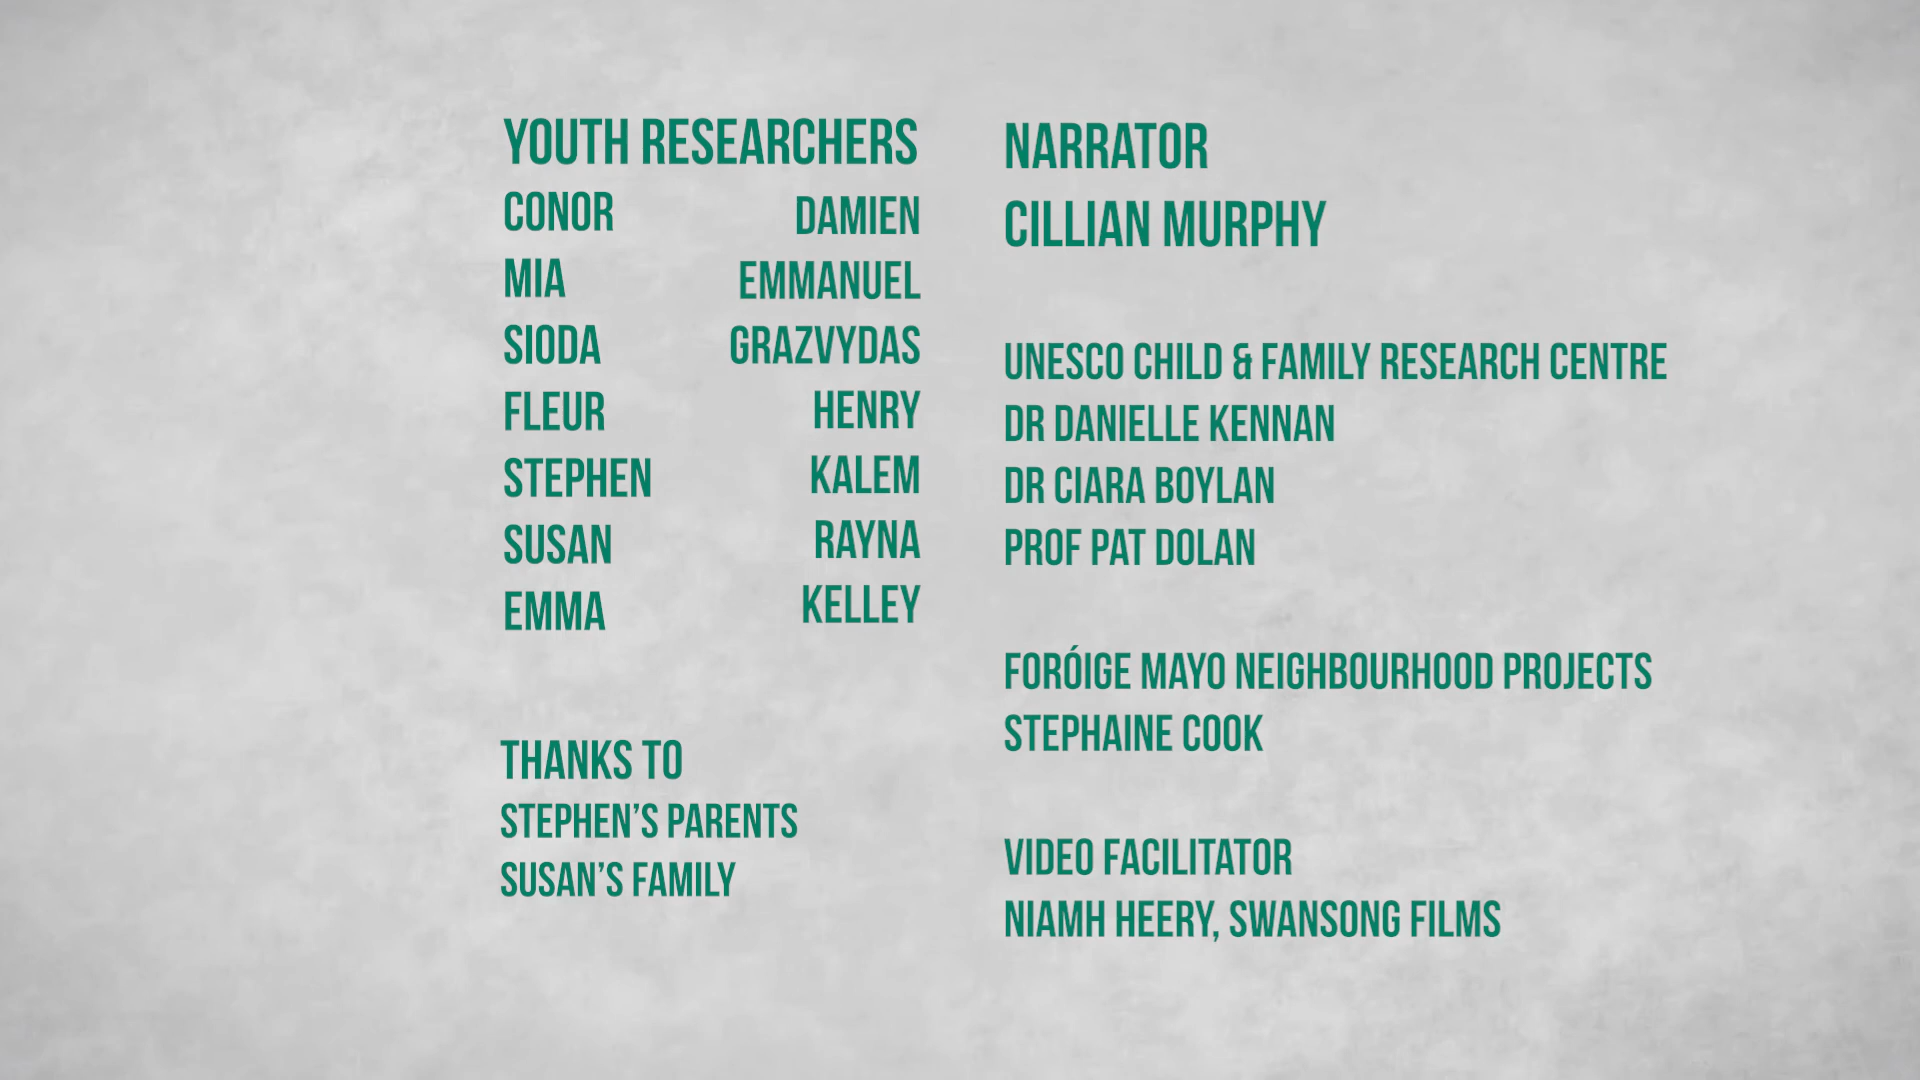 YOUTH RESEARCHERS
CONOR
MIA
SIODA
FLEUR
STEPHEN
SUSAN
EMMA
DAMIEN
EMMANUEL
GRAZVYDAS
HENRY
KALEM
RAYNA
KELLEY
THANKS TO
STEPHEN'S PARENTS
SUSAN'S FAMILY
NARRATOR
CILLIAN MURPHY
UNESCO CHILD & FAMILY RESEARCH CENTRE
DR DANIELLE KENNAN
DR CIARA BOYLAN
PROF PAT DOLAN
FORÓIGE MAYO NEIGHBOURHOOD PROJECTS
STEPHAINE COOK
VIDEO FACILITATOR
NIAMH HEERY, SWANSONG FILMS